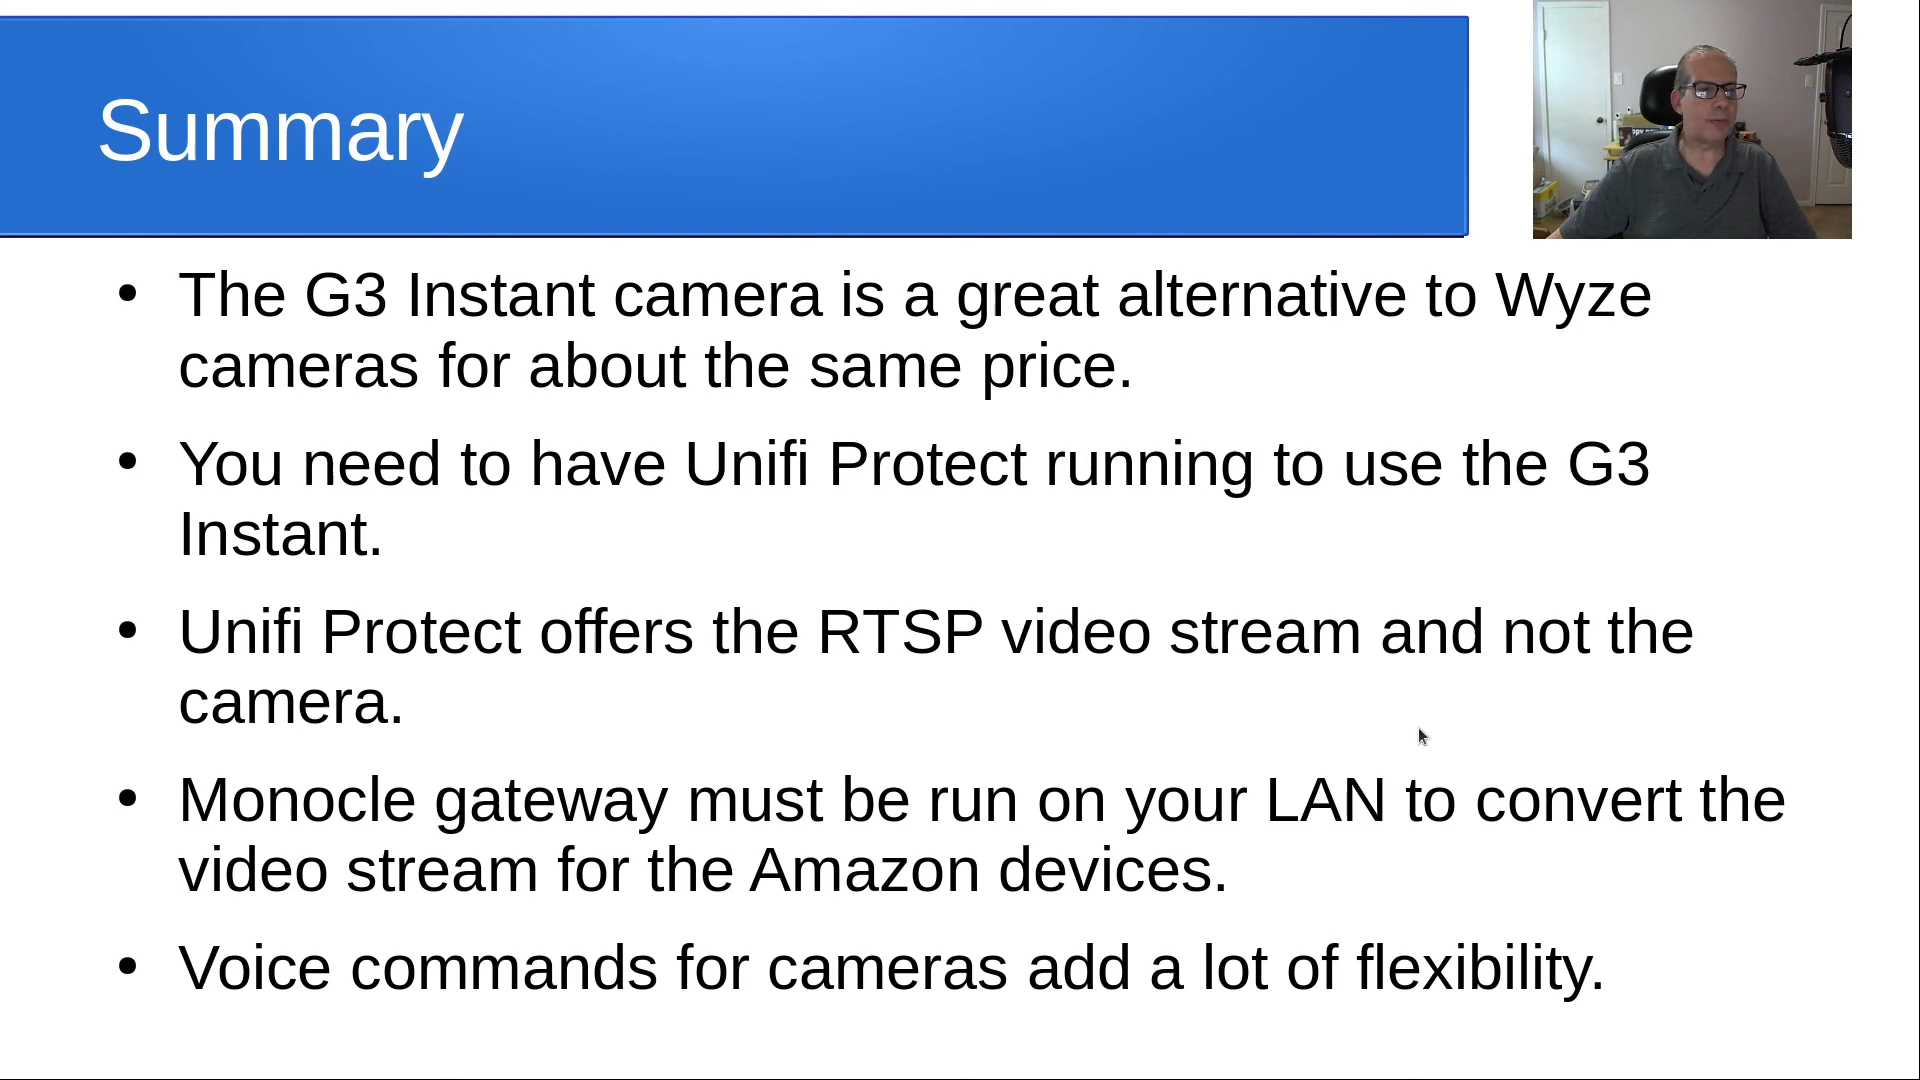 Summary
• The G3 Instant camera is a great alternative to Wyze
cameras for about the same price.
• You need to have Unifi Protect running to use the G3
Instant.
• Unifi Protect offers the RTSP video stream and not the
camera.
• Monocle gateway must be run on your LAN to convert the
video stream for the Amazon devices.
• Voice commands for cameras add a lot of flexibility.